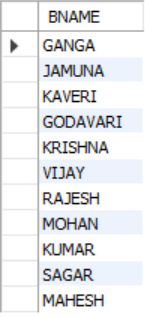 BNAME
GANGA
JAMUNA
KAVERI
GODAVARI
KRISHNA
VIJAY
RAJESH
MOHAN
KUMAR
SAGAR
MAHESH